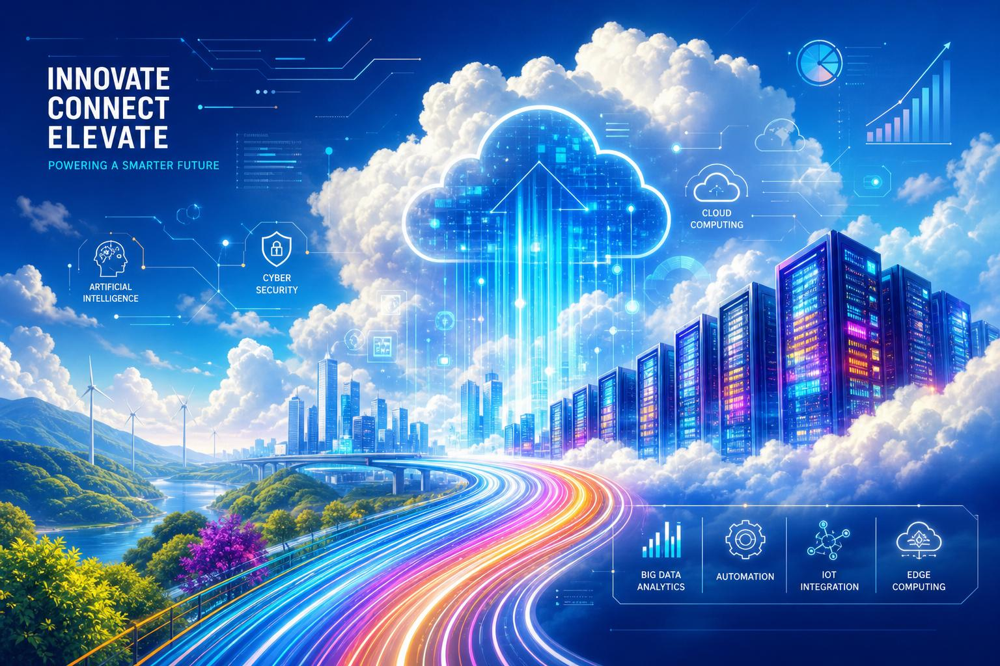 INNOVATE
CONNECT
ELEVATE
POWERING A SMARTER FUTURE
CLOUD
COMPUTING
ARTIFICIAL
INTELLIGENCE
CYBER
SECURITY
BIG DATA
ANALYTICS
AUTOMATION
IOT
INTEGRATION
EDGE
COMPUTING